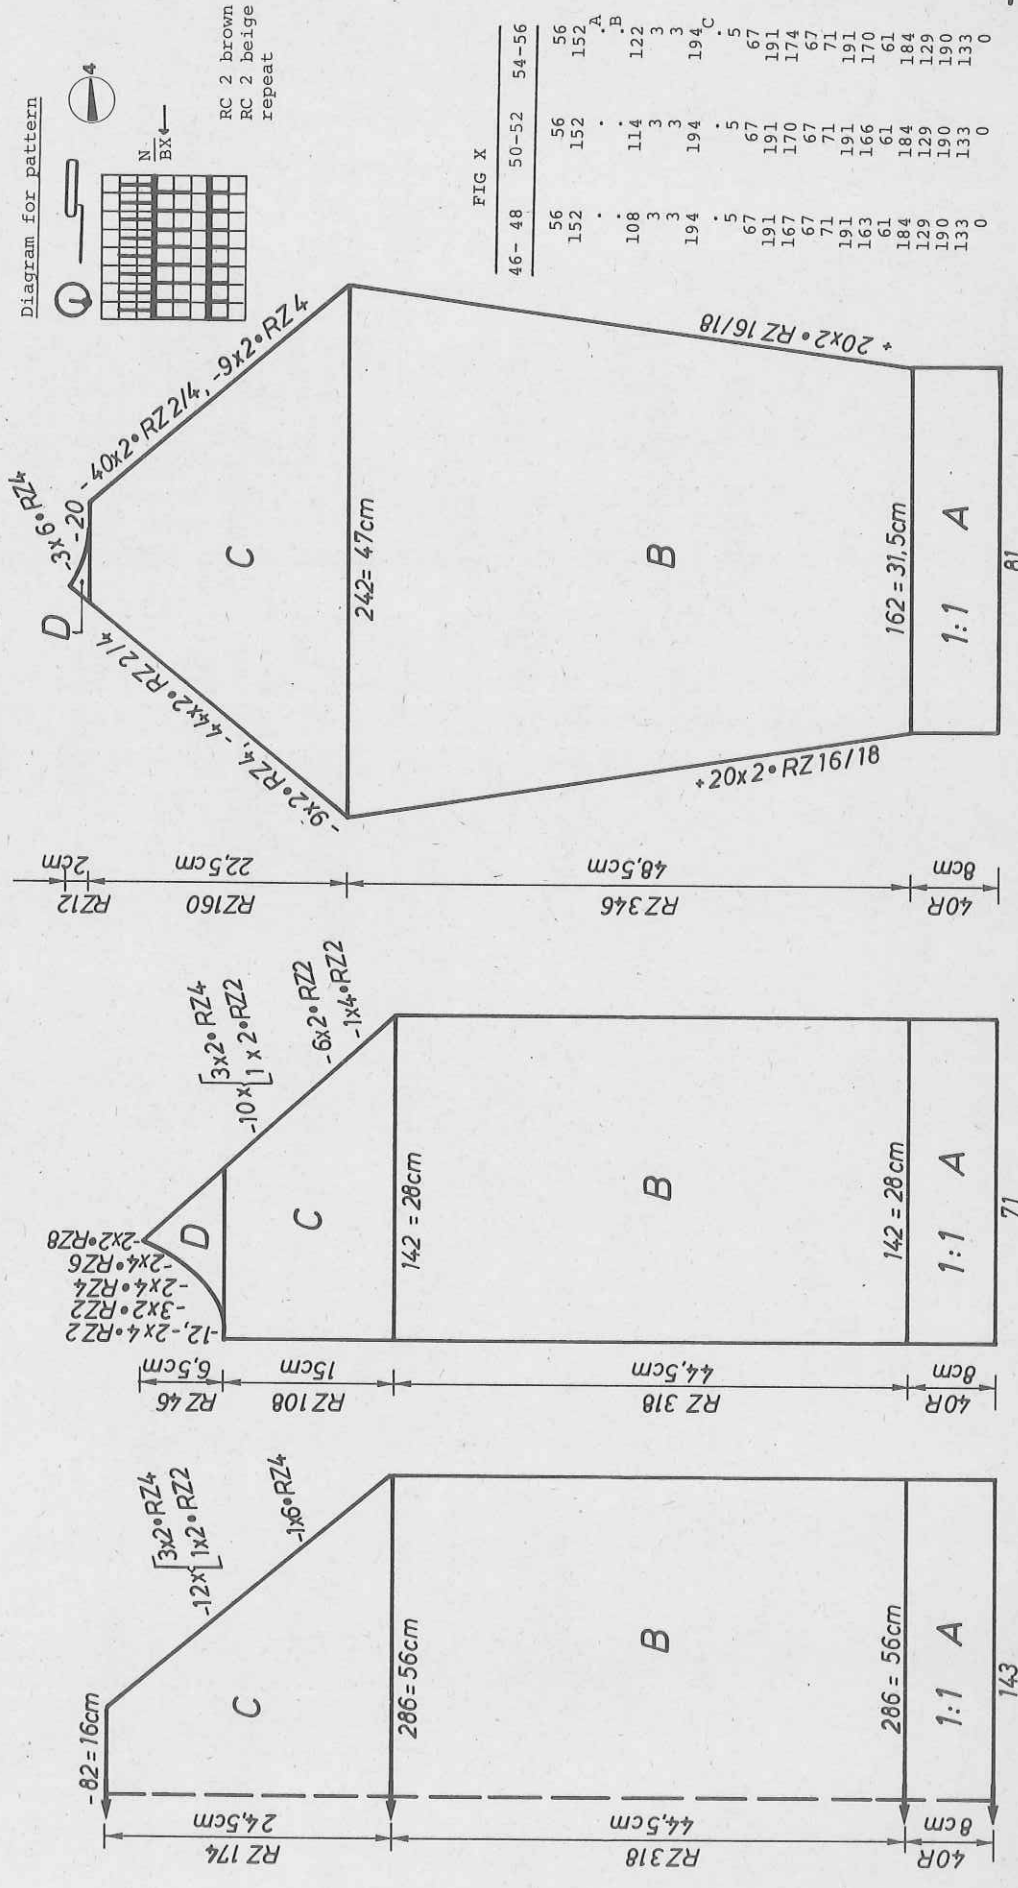 Diagram for pattern
4
N
BX
RC 2 brown
RC 2 beige
repeat
FIG X
46- 48 50-52 54-56
56 56 56
152 152 152
. . . A
. . . B
108 114 122
3 3 3
3 3 3
194 194 194
. . . C
5 5 5
67 67 67
191 191 191
167 170 174
67 67 67
71 71 71
191 191 191
163 166 170
61 61 61
184 184 184
129 129 129
190 190 190
133 133 133
0 0 0
-82=16cm
-12x[3x2•RZ4
1x2•RZ2
-1x6•RZ4
C
RZ 174
24,5cm
286=56cm
B
RZ318
44,5cm
286 = 56cm
1:1 A
40R
8cm
143
-2x2•RZ8
-2x4•RZ6
-2x4•RZ4
-3x2•RZ2
-12,-2x4•RZ2
D
-10x[3x2•RZ4
1x2•RZ2
-6x2•RZ2
-1x4•RZ2
C
RZ 46
6,5cm
RZ108
15cm
142 = 28cm
B
RZ 318
44,5cm
142 = 28cm
1:1 A
40R
8cm
71
-3x6•RZ4
-20
D
-40x2•RZ2/4, -9x2•RZ4
-9x2•RZ4, -44x2•RZ2/4
C
RZ12
2cm
RZ160
22,5cm
242= 47cm
B
+20x2•RZ16/18
+20x2•RZ16/18
RZ346
48,5cm
162 = 31,5cm
1:1 A
40R
8cm
81